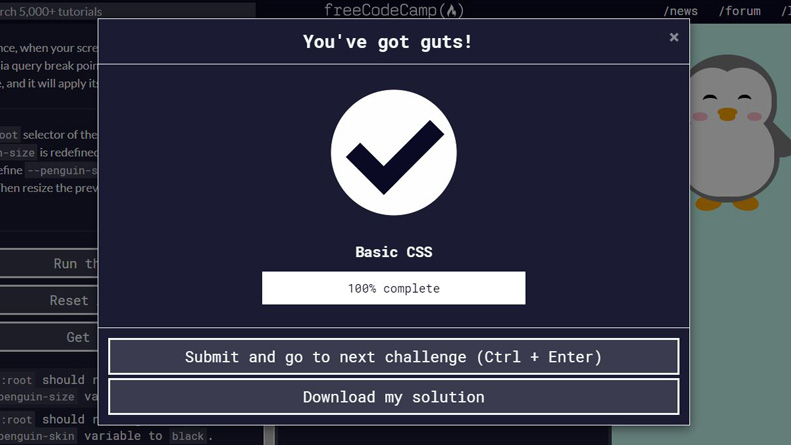 rch 5,000+ tutorials
freeCodeCamp
/news /forum
You've got guts!
×
nce, when your scre
ia query break poin
e, and it will apply its
root selector of the
n-size is redefined
efine --penguin-s
hen resize the prev
Run th
Reset
Get
:root should n
penguin-size va
:root should n
penguin-skin variable to black.
Basic CSS
100% complete
Submit and go to next challenge (Ctrl + Enter)
Download my solution